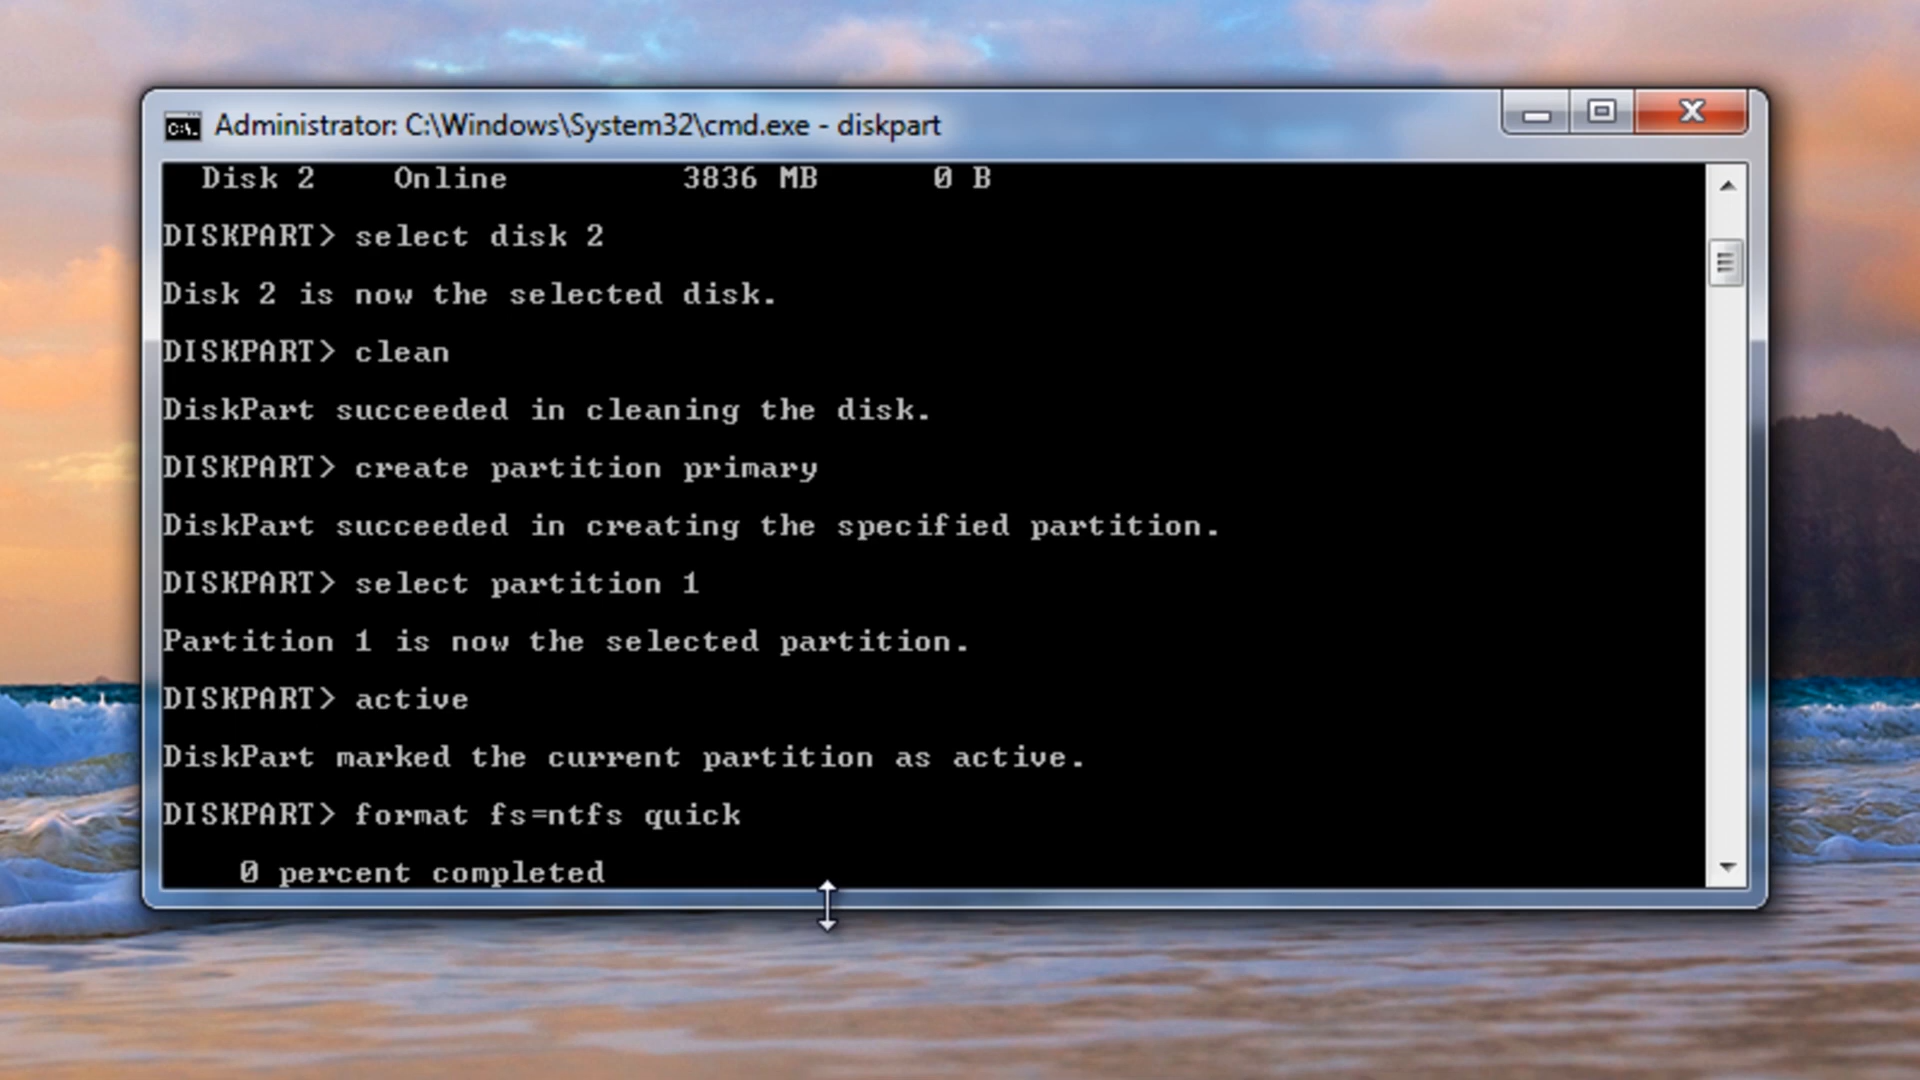 Administrator: C:\Windows\System32\cmd.exe - diskpart
Disk 2 Online 3836 MB 0 B
DISKPART> select disk 2
Disk 2 is now the selected disk.
DISKPART> clean
DiskPart succeeded in cleaning the disk.
DISKPART> create partition primary
DiskPart succeeded in creating the specified partition.
DISKPART> select partition 1
Partition 1 is now the selected partition.
DISKPART> active
DiskPart marked the current partition as active.
DISKPART> format fs=ntfs quick
0 percent completed